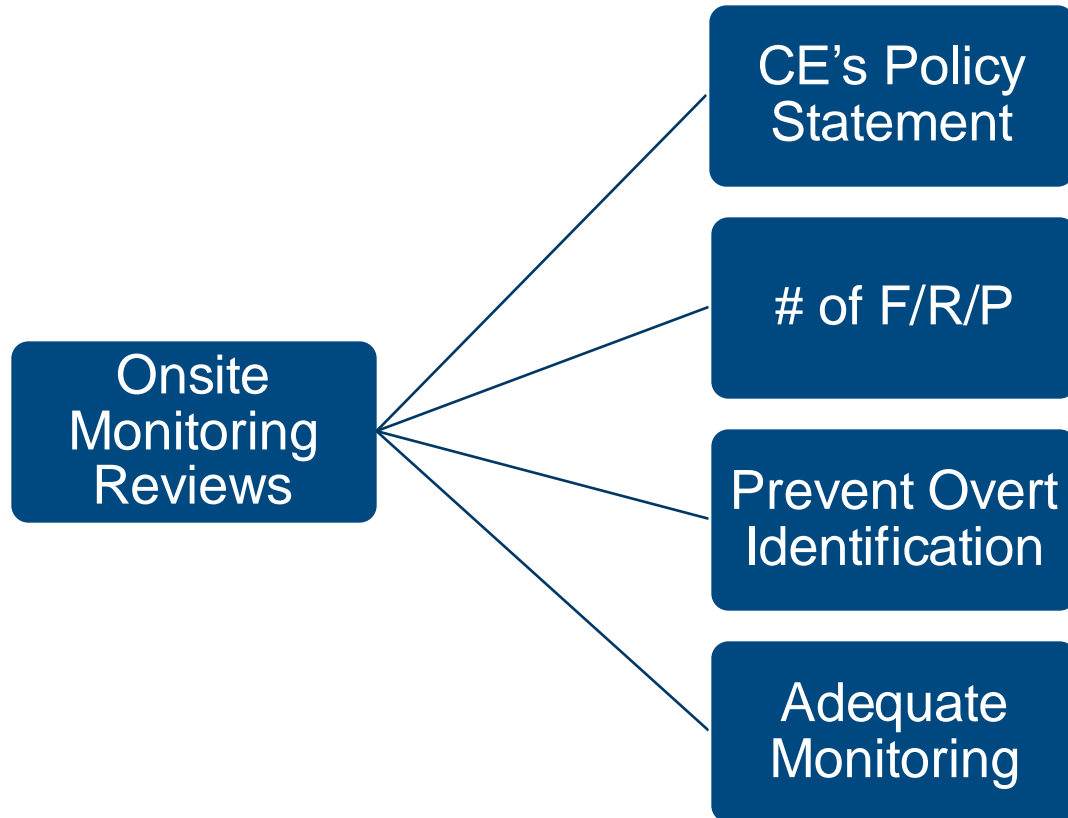 Onsite
Monitoring
Reviews
CE’s Policy
Statement
# of F/R/P
Prevent Overt
Identification
Adequate
Monitoring